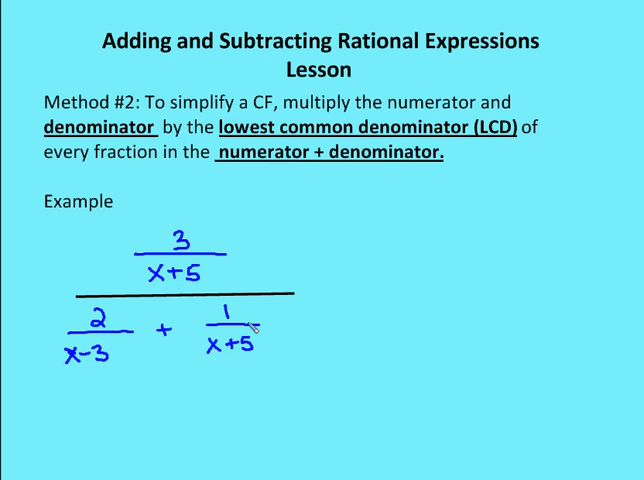 Adding and Subtracting Rational Expressions
Lesson
Method #2: To simplify a CF, multiply the numerator and
denominator by the lowest common denominator (LCD) of
every fraction in the numerator + denominator.
Example
3
x+5
2 + 1
x-3 x+5